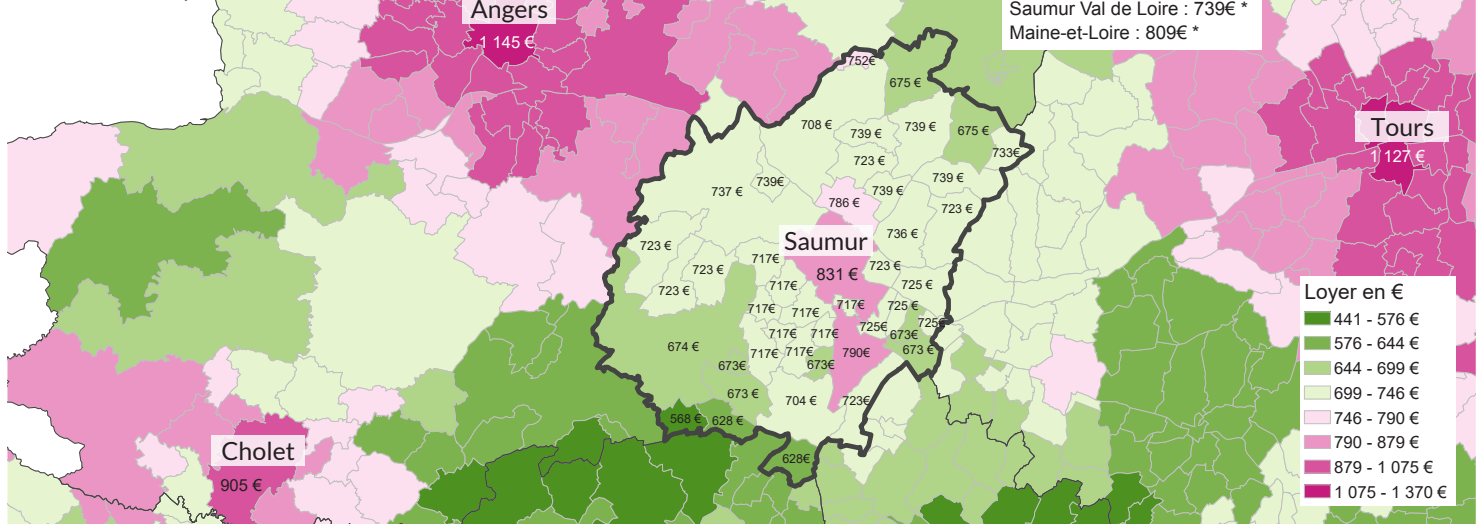 Angers
1 145 €
Saumur Val de Loire : 739€ *
Maine-et-Loire : 809€ *
752€
675 €
708 €
739 €
739 €
675 €
733€
723 €
Tours
1 127 €
737 €
739€
739 €
739 €
786 €
723 €
736 €
Saumur
723 €
717€
723 €
723 €
831 €
723 €
717€
725 €
717€
725 €
717€
717€
725€
725€
717€
717€
673€
674 €
717€
717€
790€
673 €
673€
673€
673 €
704 €
723€
568 €
628 €
628€
Cholet
905 €
Loyer en €
441 - 576 €
576 - 644 €
644 - 699 €
699 - 746 €
746 - 790 €
790 - 879 €
879 - 1 075 €
1 075 - 1 370 €